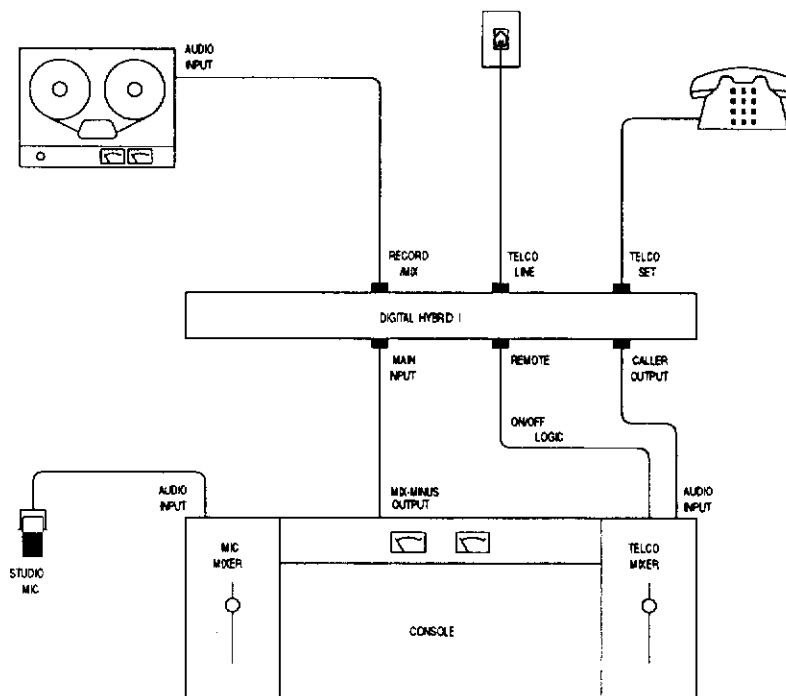 AUDIO
INPUT
RECORD
/MIX
TELCO
LINE
TELCO
SET
DIGITAL HYBRID I
MAIN
INPUT
REMOTE
CALLER
OUTPUT
ON/OFF
LOGIC
AUDIO
INPUT
MIX-MINUS
OUTPUT
AUDIO
INPUT
STUDIO
MIC
MIC
MIXER
TELCO
MIXER
CONSOLE